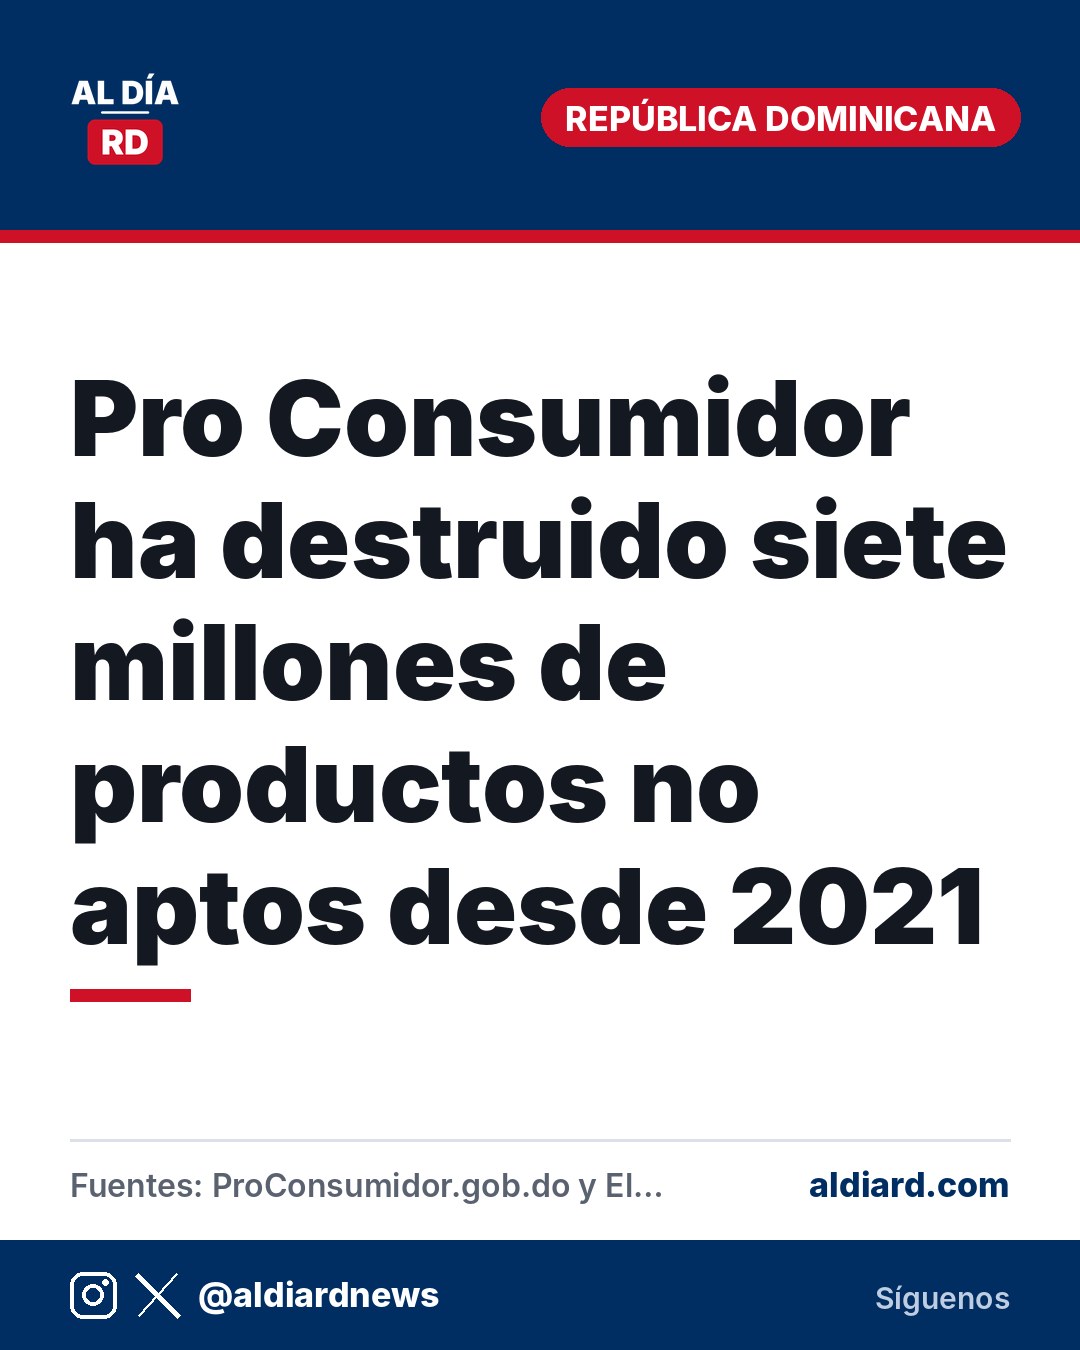 AL DÍA
RD
REPÚBLICA DOMINICANA
Pro Consumidor
ha destruido siete
millones de
productos no
aptos desde 2021
Fuentes: ProConsumidor.gob.do y El...
aldiard.com
@aldiardnews
Síguenos